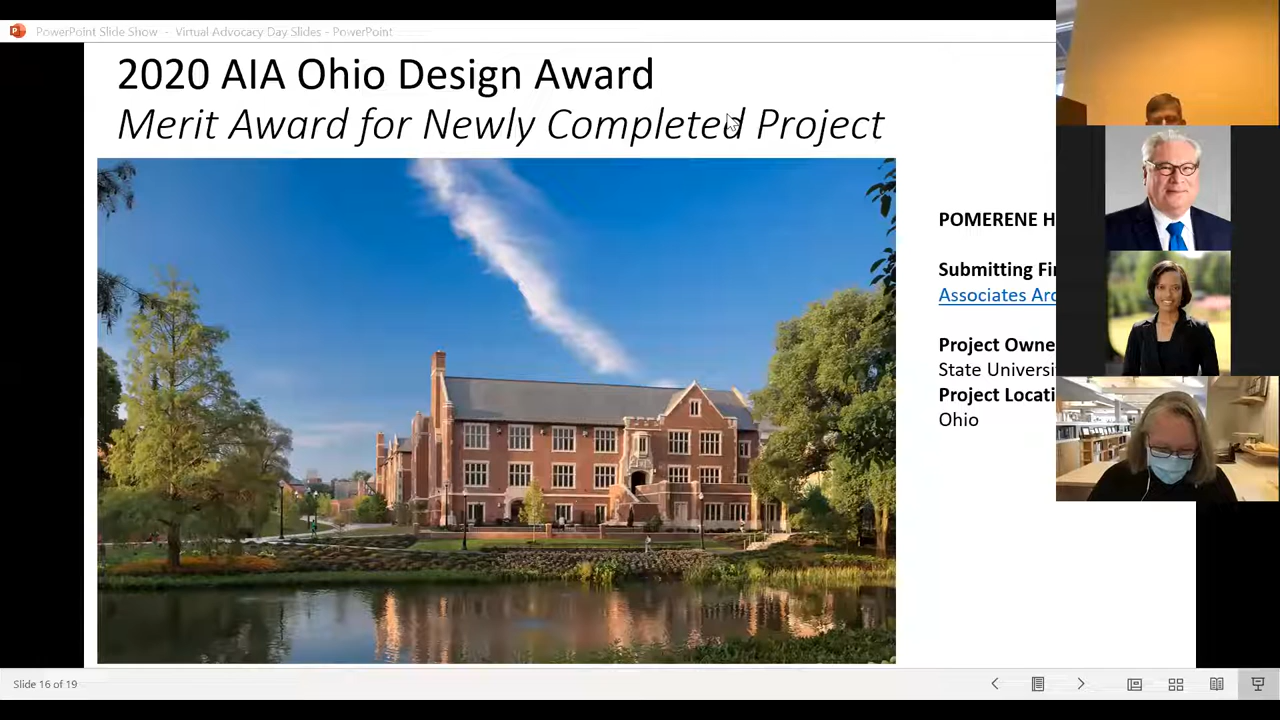 PowerPoint Slide Show - Virtual Advocacy Day Slides - PowerPoint
2020 AIA Ohio Design Award
Merit Award for Newly Completed Project
POMERENE H
Submitting Fi
Associates Arc
Project Owne
State Universi
Project Locati
Ohio
Slide 16 of 19